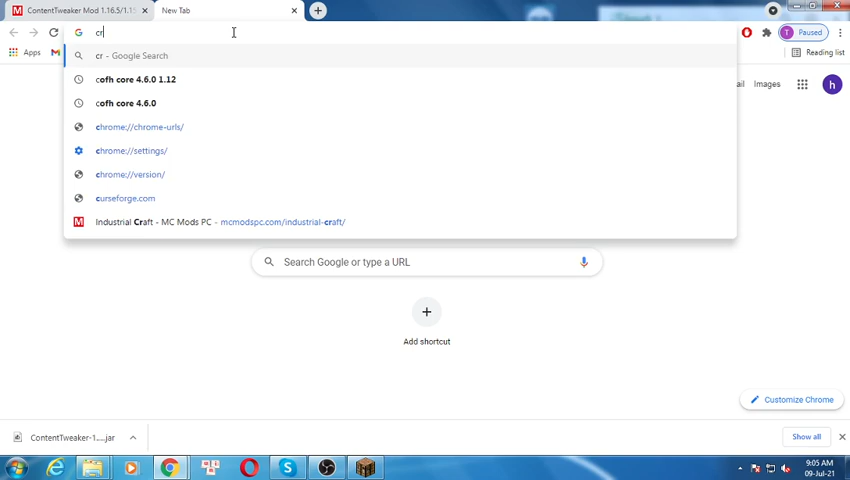 ContentTweaker Mod 1.16.5/1.15
New Tab
cr
Paused
Apps
Reading list
cr - Google Search
cofh core 4.6.0 1.12
cofh core 4.6.0
chrome://chrome-urls/
chrome://settings/
chrome://version/
curseforge.com
Industrial Craft - MC Mods PC - mcmodspc.com/industrial-craft/
ail Images h
Search Google or type a URL
Add shortcut
Customize Chrome
ContentTweaker-1.....jar
Show all
9:05 AM
09-Jul-21